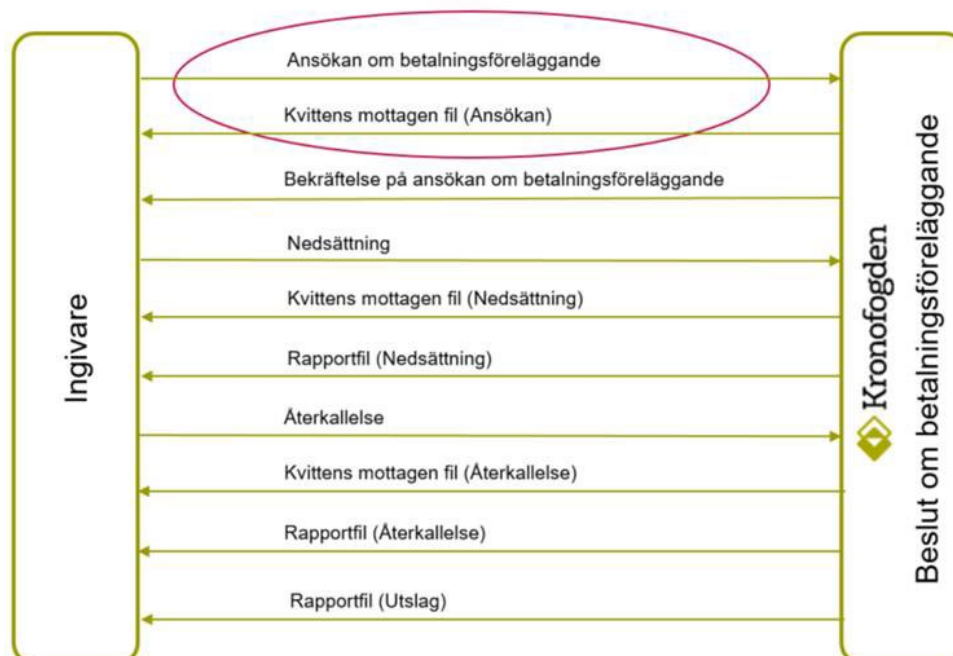 Ansökan om betalningsföreläggande
Kvittens mottagen fil (Ansökan)
Bekräftelse på ansökan om betalningsföreläggande
Nedsättning
Kvittens mottagen fil (Nedsättning)
Rapportfil (Nedsättning)
Återkallelse
Kvittens mottagen fil (Återkallelse)
Rapportfil (Återkallelse)
Rapportfil (Utslag)
Ingivare
Kronofogden
Beslut om betalningsföreläggande